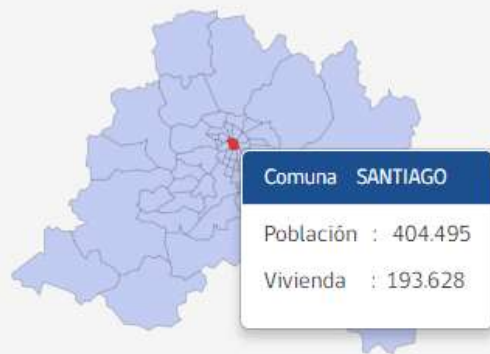 Comuna SANTIAGO
Población : 404.495
Vivienda : 193.628